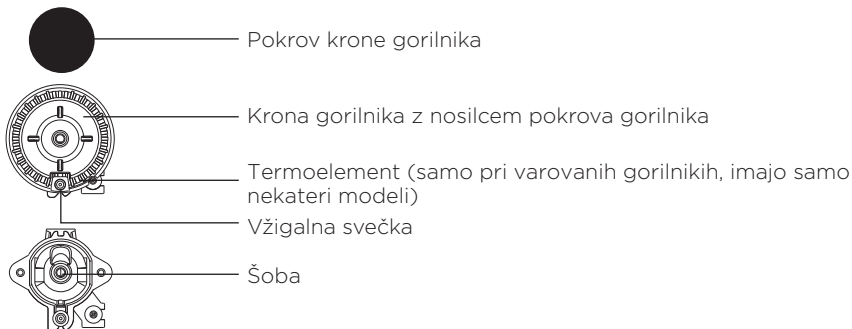 Pokrov krone gorilnika
Krona gorilnika z nosilcem pokrova gorilnika
Termoelement (samo pri varovanih gorilnikih, imajo samo
nekateri modeli)
Vžigalna svečka
Šoba